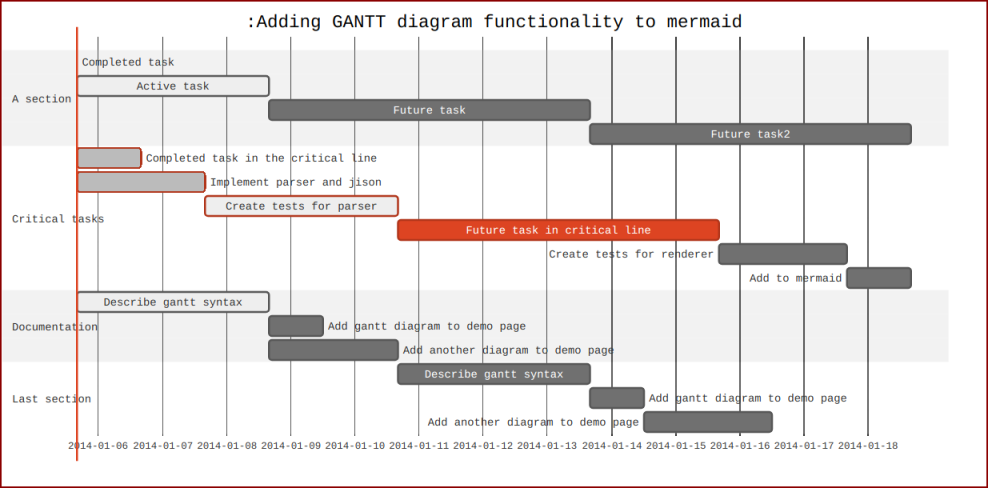 :Adding GANTT diagram functionality to mermaid
Completed task
Active task
A section
Future task
Future task2
Completed task in the critical line
Implement parser and jison
Create tests for parser
Critical tasks
Future task in critical line
Create tests for renderer
Add to mermaid
Describe gantt syntax
Documentation
Add gantt diagram to demo page
Add another diagram to demo page
Describe gantt syntax
Last section
Add gantt diagram to demo page
Add another diagram to demo page
2014-01-06 2014-01-07 2014-01-08 2014-01-09 2014-01-10 2014-01-11 2014-01-12 2014-01-13 2014-01-14 2014-01-15 2014-01-16 2014-01-17 2014-01-18